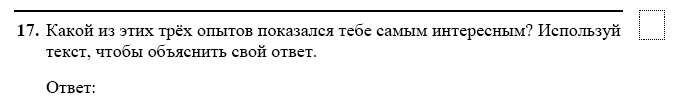 17. Какой из этих трёх опытов показался тебе самым интересным? Используй
текст, чтобы объяснить свой ответ.
Ответ: